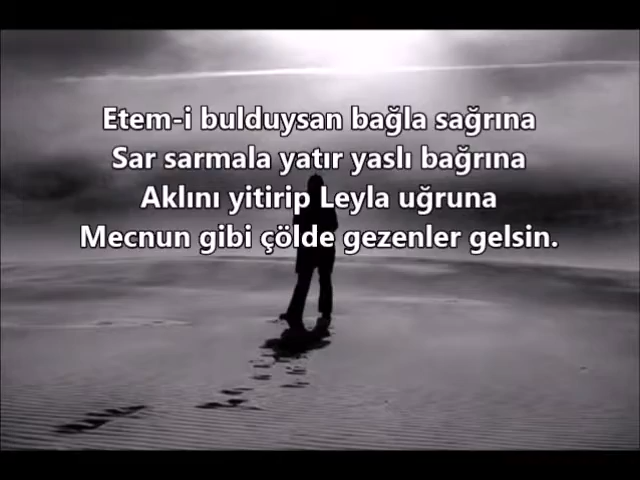 Etem-i bulduysan bağla sağrına
Sar sarmala yatır yaslı bağrına
Aklını yitirip Leyla uğruna
Mecnun gibi çölde gezenler gelsin.